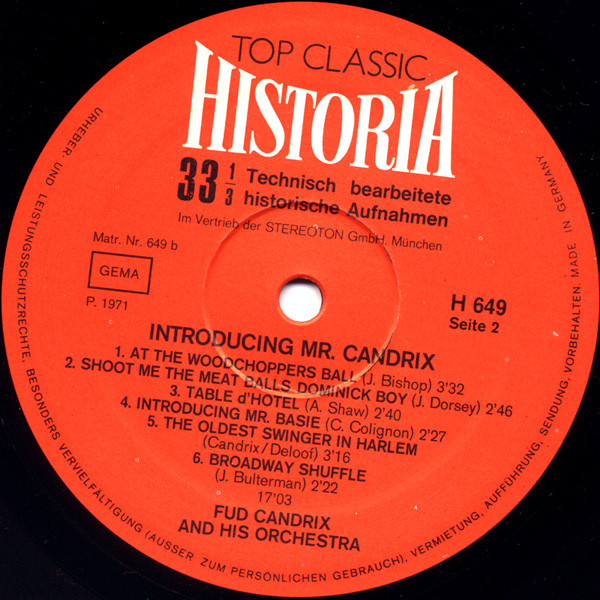 TOP CLASSIC
HISTORIA
33 1/3 Technisch bearbeitete
historische Aufnahmen
Im Vertrieb der STEREOTON GmbH. München
Matr. Nr. 649 b
GEMA
P. 1971
H 649
Seite 2
INTRODUCING MR. CANDRIX
1. AT THE WOODCHOPPERS BALL (J. Bishop) 3'32
2. SHOOT ME THE MEAT BALLS DOMINICK BOY (J. Dorsey) 2'46
3. TABLE d'HOTEL (A. Shaw) 2'40
4. INTRODUCING MR. BASIE (C. Colignon) 2'27
5. THE OLDEST SWINGER IN HARLEM
(Candrix/Deloof) 3'16
6. BROADWAY SHUFFLE
(J. Bulterman) 2'22
17'03
FUD CANDRIX
AND HIS ORCHESTRA
URHEBER- UND LEISTUNGSSCHUTZRECHTE, BESONDERS VERVIELFÄLTIGUNG (AUSSER ZUM PERSÖNLICHEN GEBRAUCH), VERMIETUNG, AUFFÜHRUNG, SENDUNG, VORBEHALTEN. MADE IN GERMANY